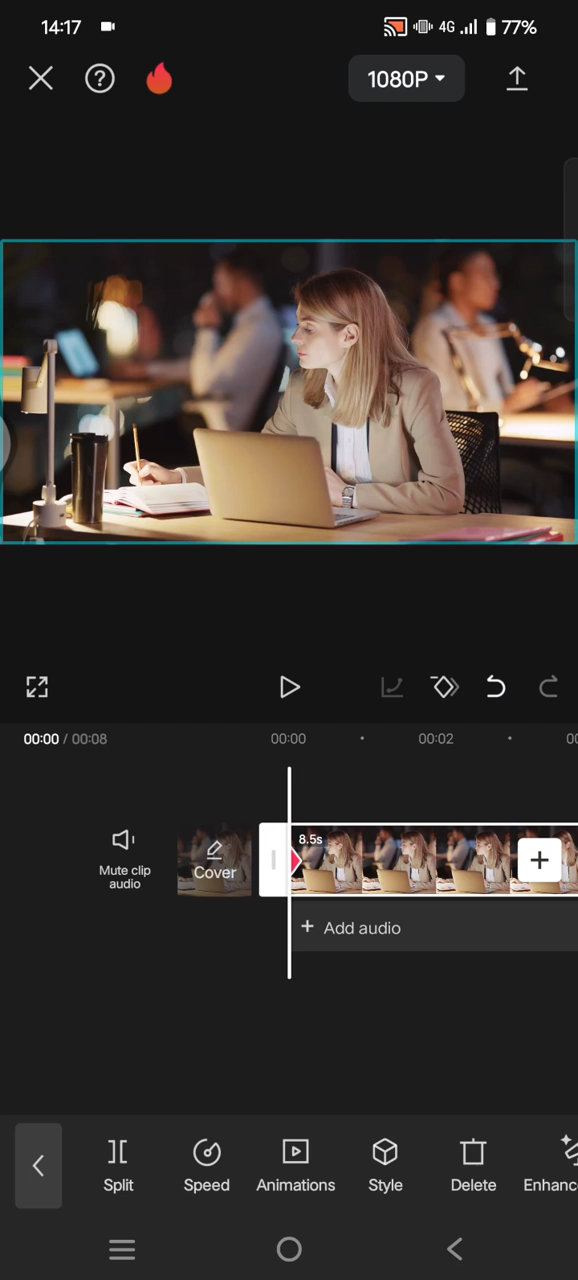 14:17
4G
77%
1080P
00:00 / 00:08
00:00
00:02
8.5s
Mute clip
audio
Cover
Add audio
Split
Speed
Animations
Style
Delete